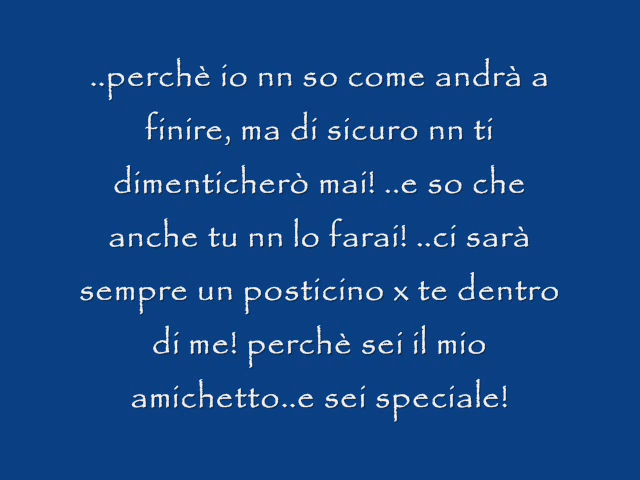 ..perchè io nn so come andrà a
finire, ma di sicuro nn ti
dimenticherò mai! ..e so che
anche tu nn lo farai! ..ci sarà
sempre un posticino x te dentro
di me! perchè sei il mio
amichetto..e sei speciale!